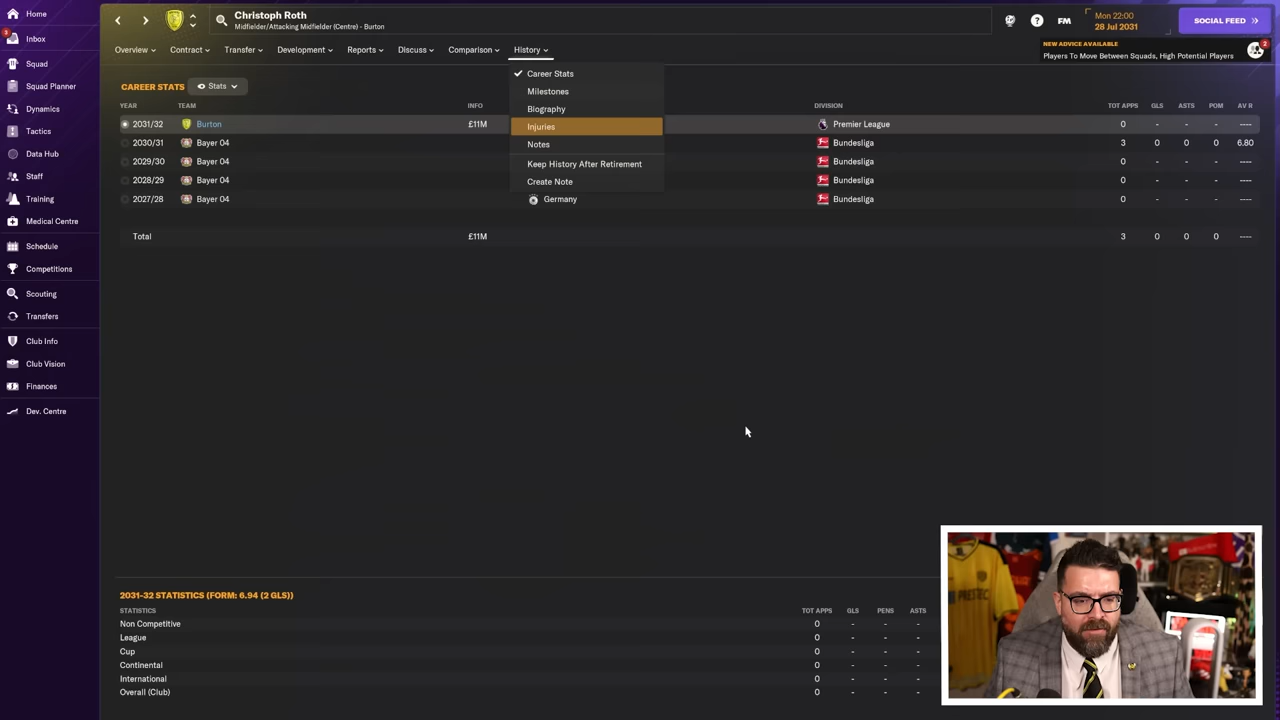 Home
3
Inbox
Squad
Squad Planner
Dynamics
Tactics
Data Hub
Staff
Training
Medical Centre
Schedule
Competitions
Scouting
Transfers
Club Info
Club Vision
Finances
Dev. Centre
Christoph Roth
Midfielder/Attacking Midfielder (Centre) - Burton
FM
Mon 22:00
28 Jul 2031
SOCIAL FEED
Overview Contract Transfer Development Reports Discuss Comparison History
NEW ADVICE AVAILABLE
Players To Move Between Squads, High Potential Players
2
CAREER STATS Stats
Career Stats
Milestones
Biography
Injuries
Notes
Keep History After Retirement
Create Note
YEAR TEAM INFO DIVISION TOT APPS GLS ASTS POM AV R
2031/32 Burton £11M Premier League 0 - - - ----
2030/31 Bayer 04 Bundesliga 3 0 0 0 6.80
2029/30 Bayer 04 Bundesliga 0 - - - ----
2028/29 Bayer 04 Bundesliga 0 - - - ----
2027/28 Bayer 04 Germany Bundesliga 0 - - - ----
Total £11M 3 0 0 0 ----
2031-32 STATISTICS (FORM: 6.94 (2 GLS))
STATISTICS TOT APPS GLS PENS ASTS
Non Competitive 0 - - -
League 0 - - -
Cup 0 - - -
Continental 0 - - -
International 0 - - -
Overall (Club) 0 - - -
PRESTEC